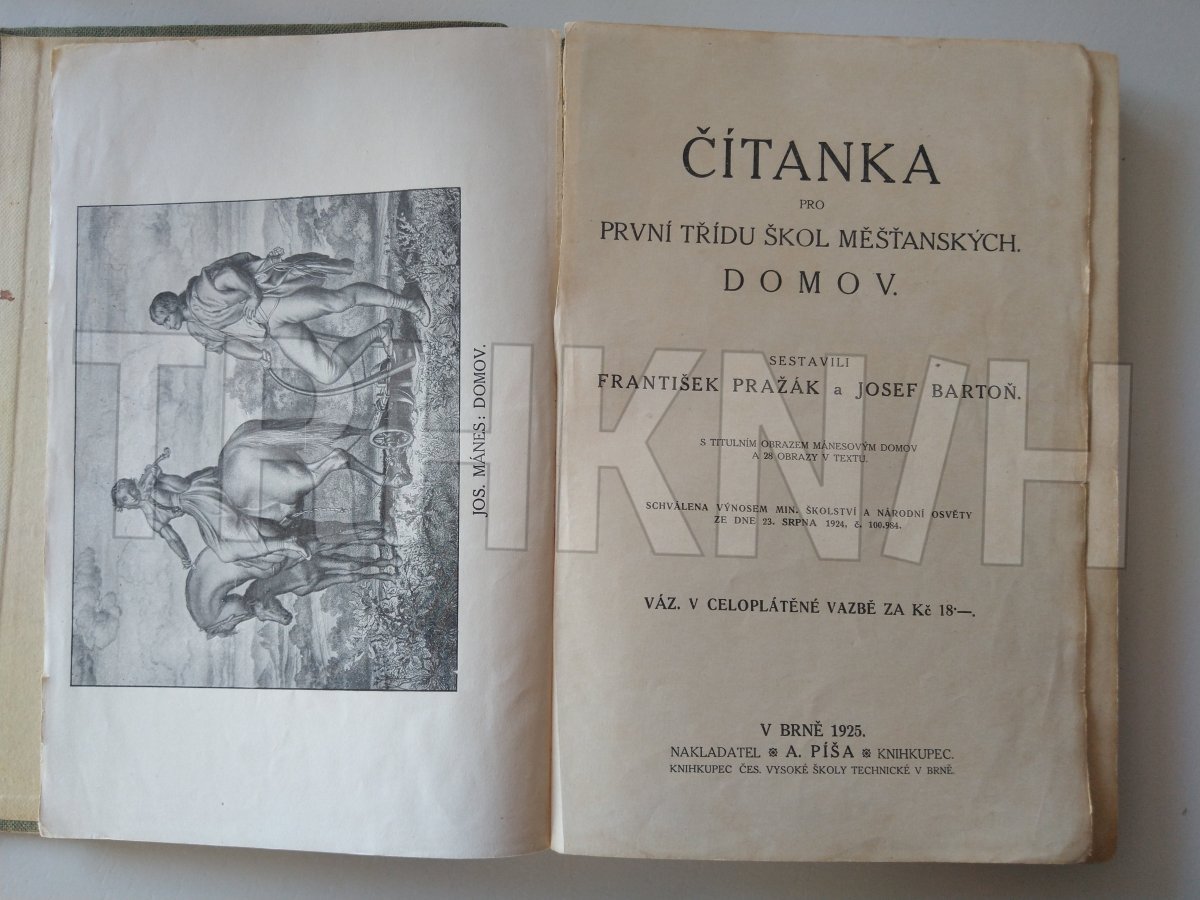 JOS. MÁNES: DOMOV.
ČÍTANKA
PRO
PRVNÍ TŘÍDU ŠKOL MĚŠŤANSKÝCH.
DOMOV.
SESTAVILI
FRANTIŠEK PRAŽÁK a JOSEF BARTOŇ.
S TITULNÍM OBRAZEM MÁNESOVÝM DOMOV
A 28 OBRAZY V TEXTU.
SCHVÁLENA VÝNOSEM MIN. ŠKOLSTVÍ A NÁRODNÍ OSVĚTY
ZE DNE 23. SRPNA 1924, č. 100.984.
VÁZ. V CELOPLÁTĚNÉ VAZBĚ ZA Kč 18·—.
V BRNĚ 1925.
NAKLADATEL ※ A. PÍŠA ※ KNIHKUPEC.
KNIHKUPEC ČES. VYSOKÉ ŠKOLY TECHNICKÉ V BRNĚ.
TRHKNIH